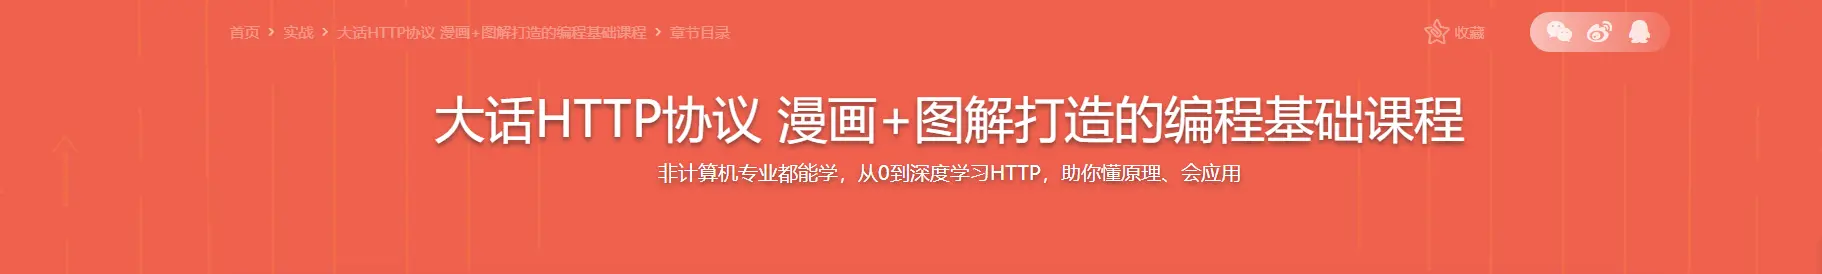 首页 > 实战 > 大话HTTP协议 漫画+图解打造的编程基础课程 > 章节目录
收藏
大话HTTP协议 漫画+图解打造的编程基础课程
非计算机专业都能学，从0到深度学习HTTP，助你懂原理、会应用